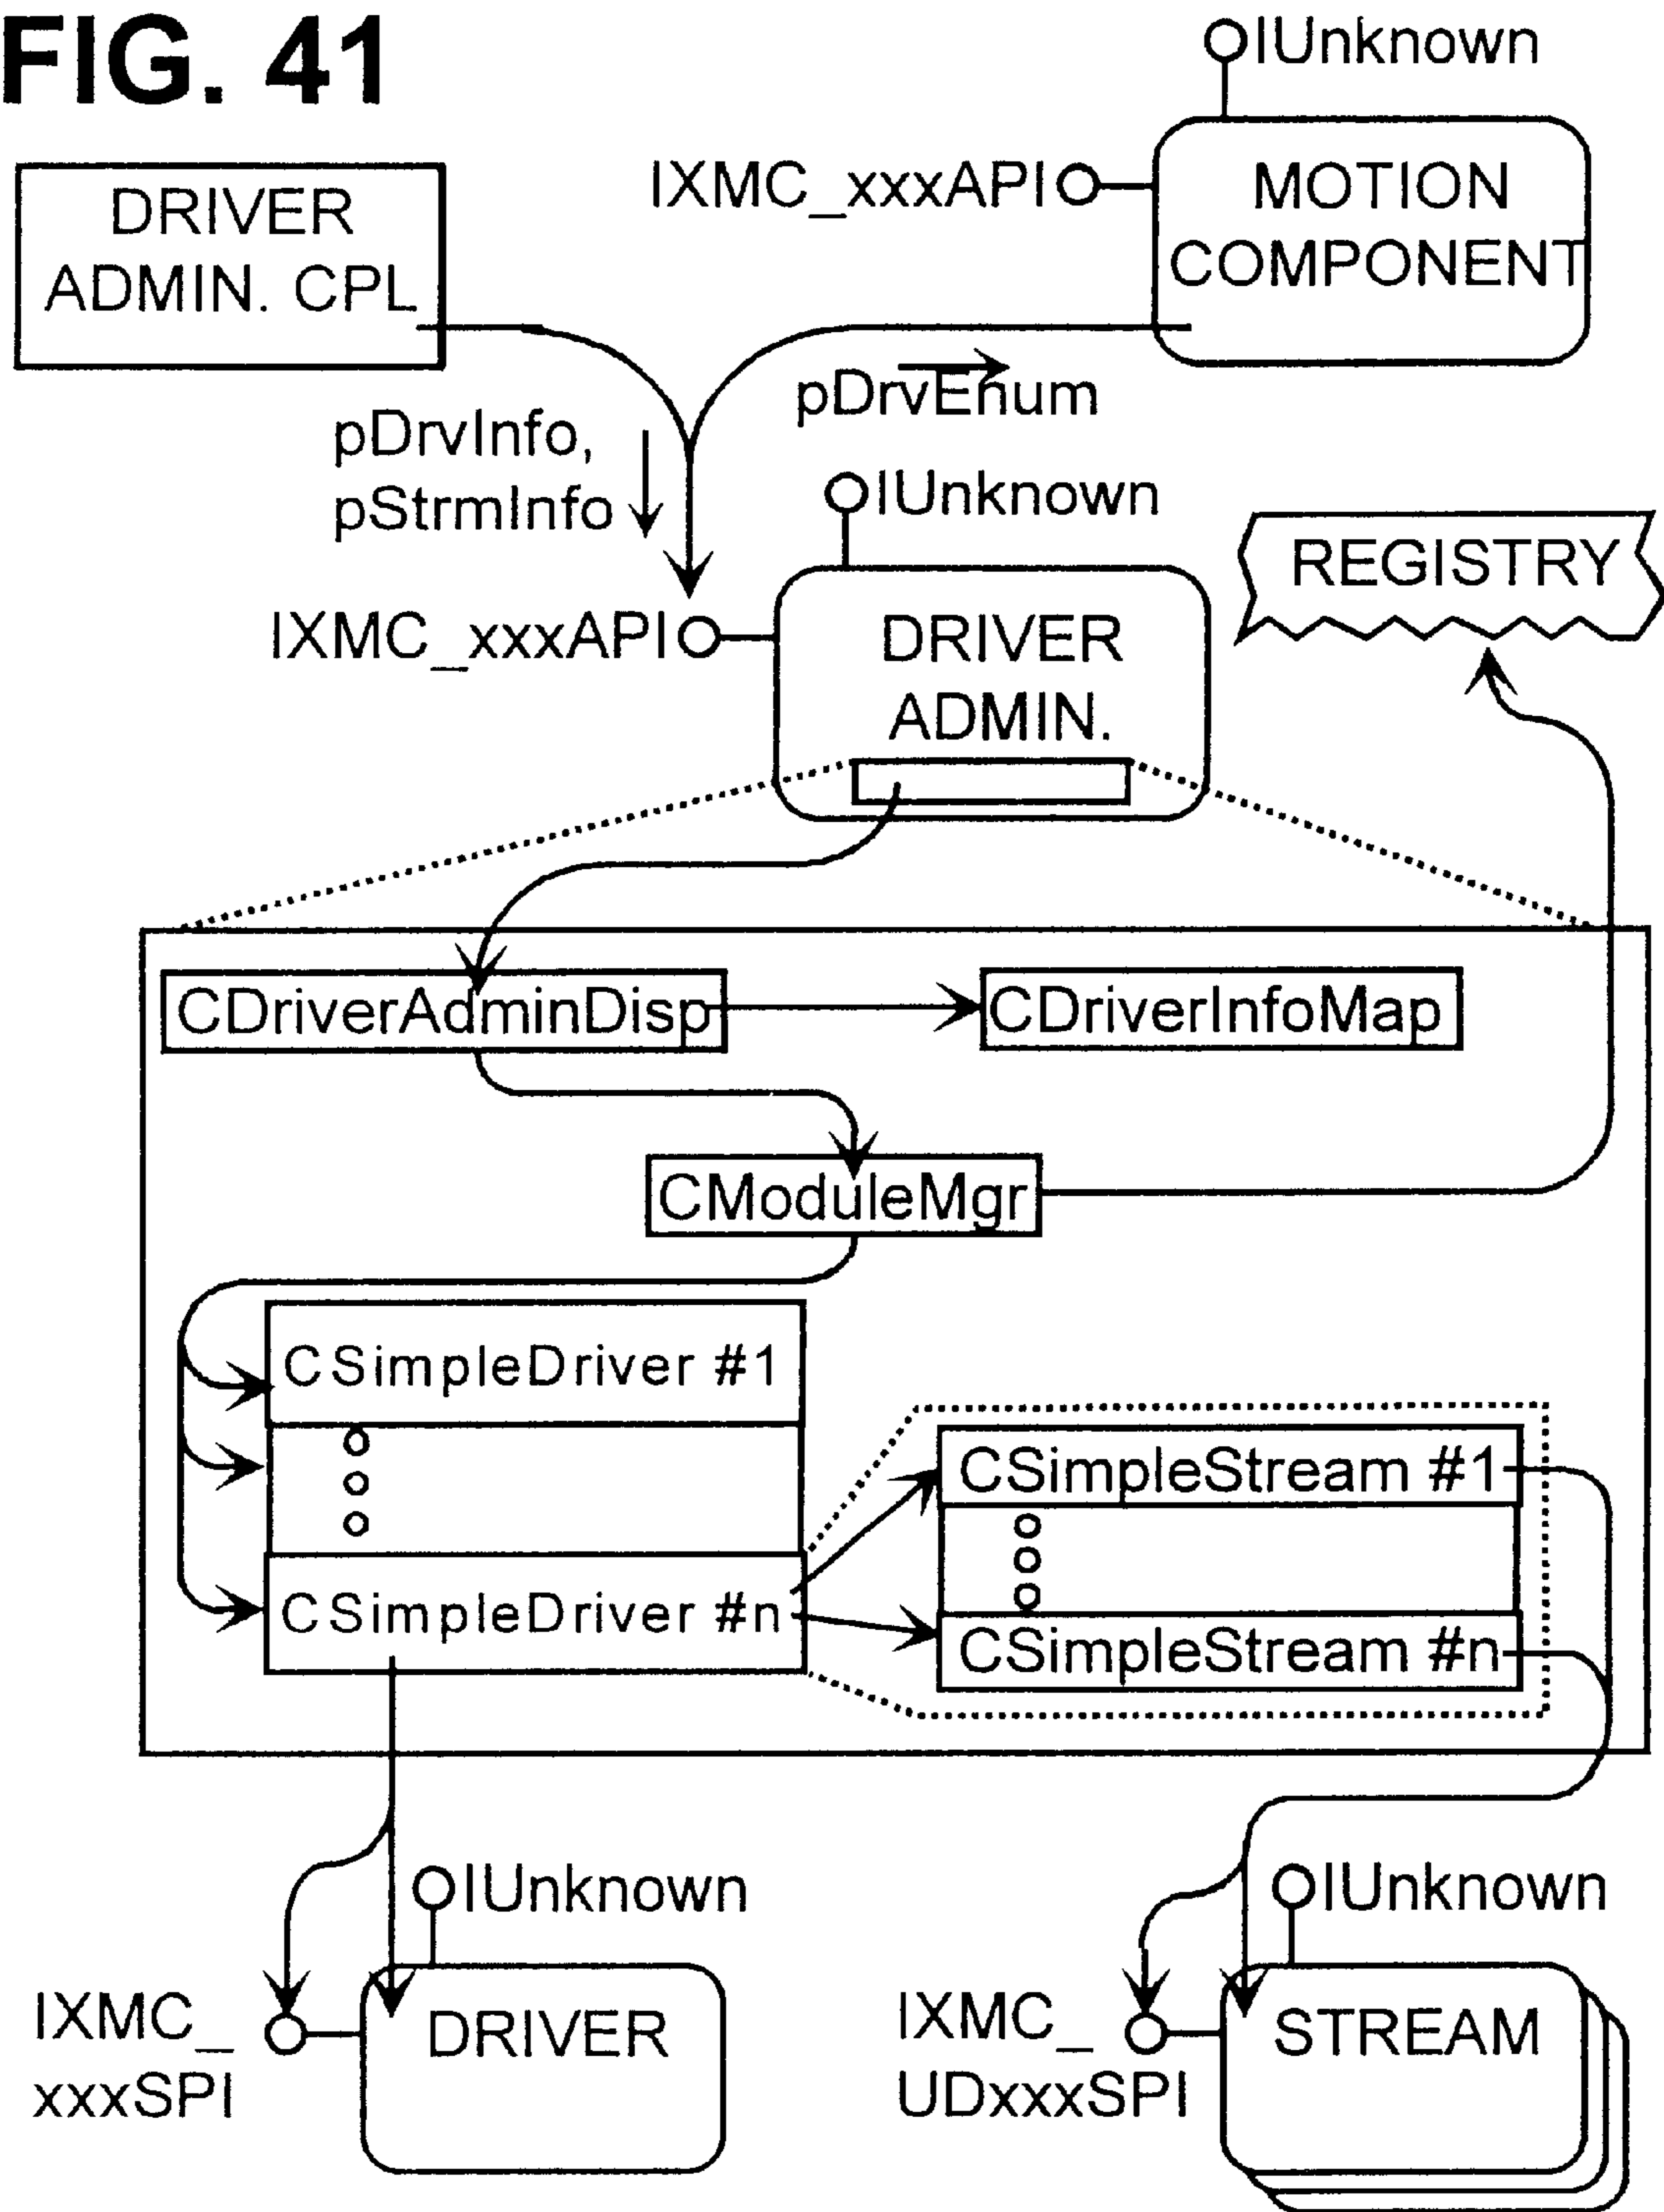 FIG. 41
IUnknown
DRIVER
ADMIN. CPL
IXMC_xxxAPI
MOTION
COMPONENT
pDrvEnum
pDrvInfo,
pStrmInfo
IUnknown
REGISTRY
IXMC_xxxAPI
DRIVER
ADMIN.
CDriverAdminDisp
CDriverInfoMap
CModuleMgr
CSimpleDriver #1
CSimpleStream #1
CSimpleDriver #n
CSimpleStream #n
IUnknown
IUnknown
IXMC_
xxxSPI
DRIVER
IXMC_
UDxxxSPI
STREAM